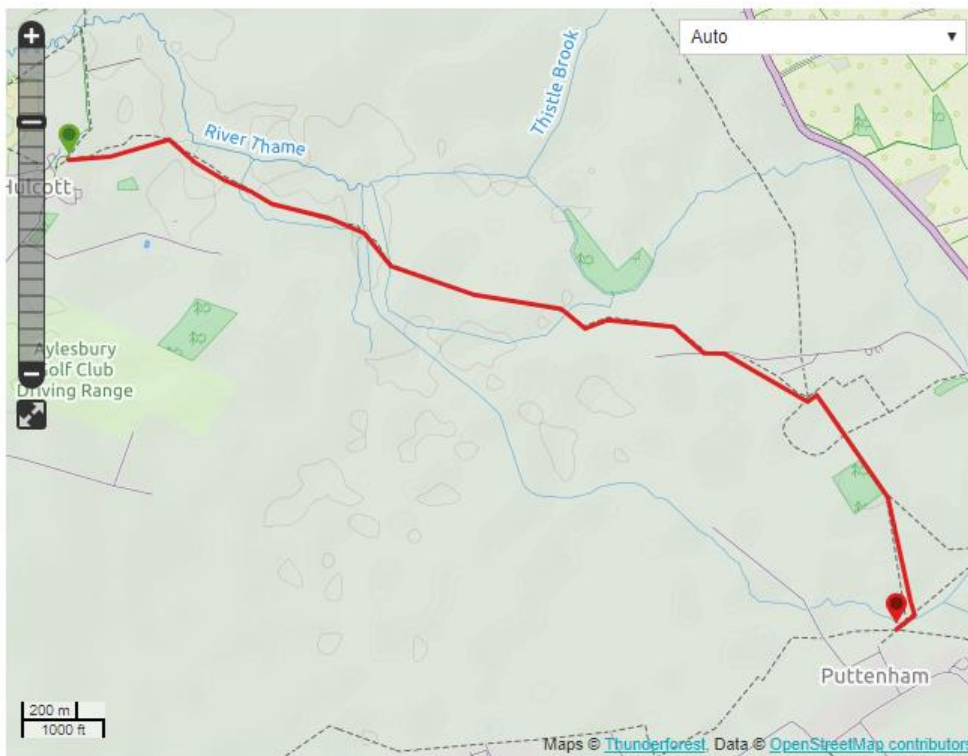 Auto
Thistle Brook
River Thame
Hulcott
Aylesbury
Golf Club
Driving Range
Puttenham
200 m
1000 ft
Maps © Thunderforest, Data © OpenStreetMap contributors